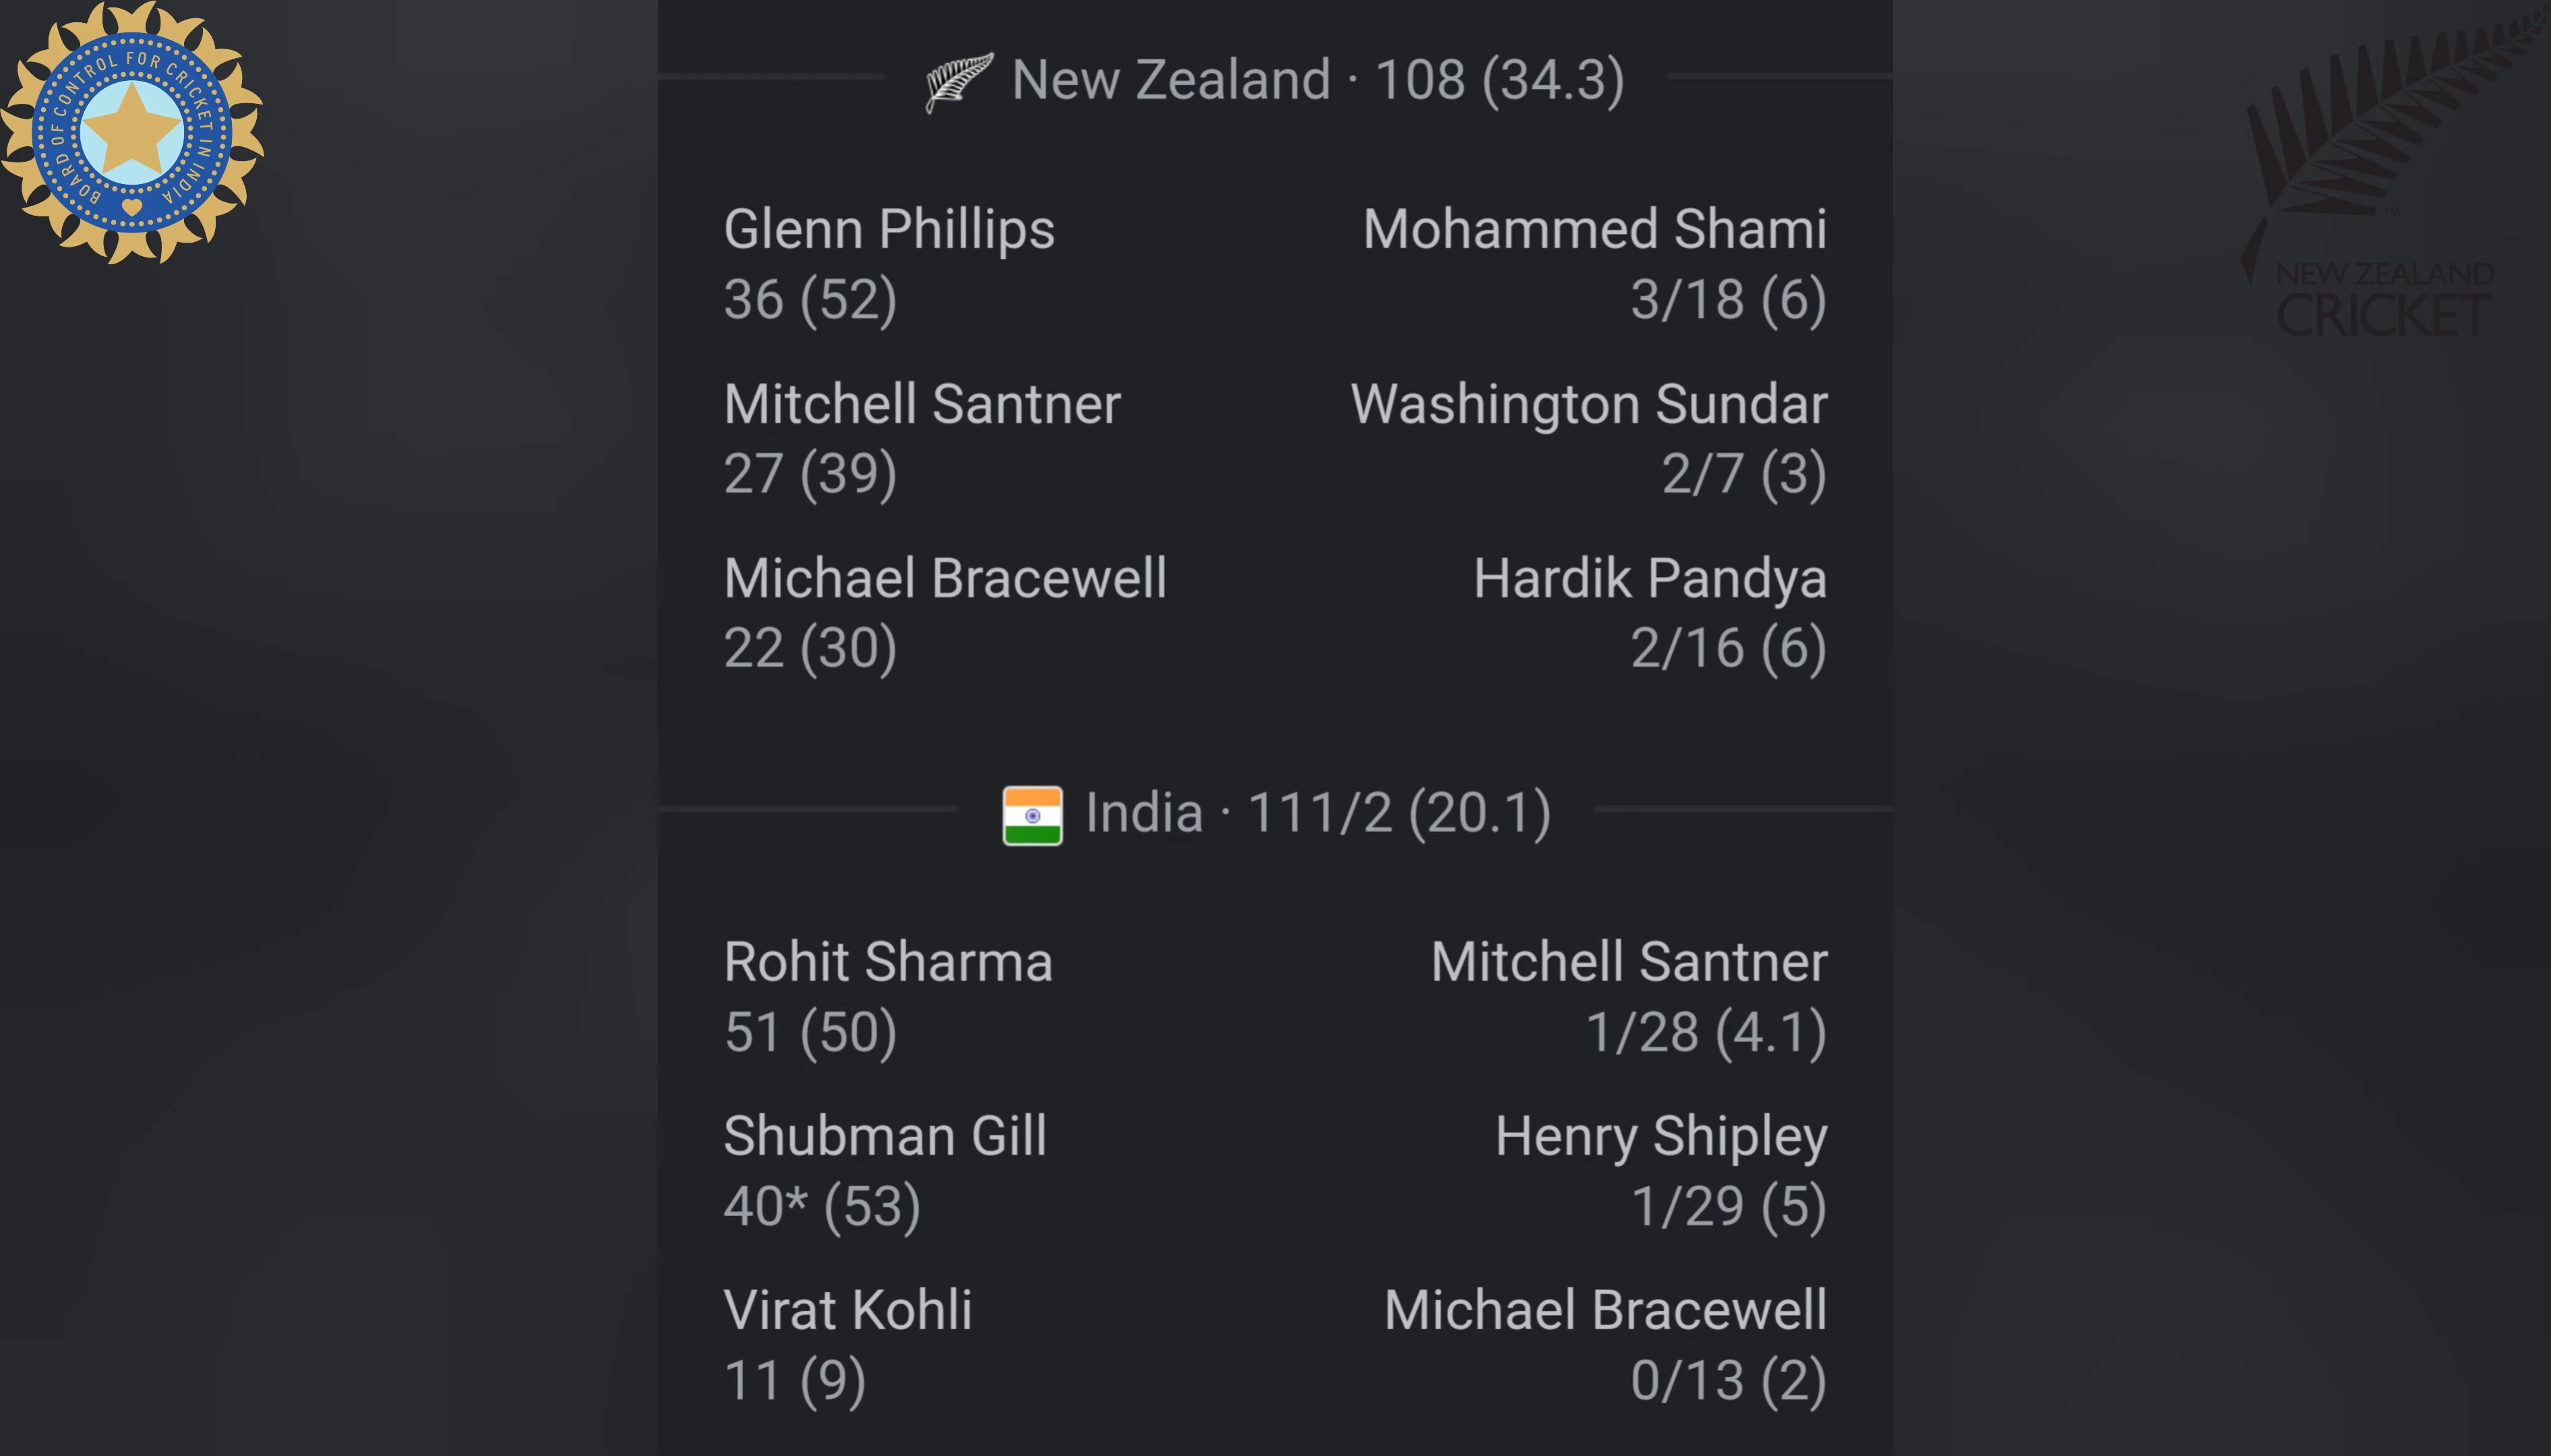 BOARD OF CONTROL FOR CRICKET IN INDIA
NEW ZEALAND
CRICKET
TM
New Zealand · 108 (34.3)
Glenn Phillips
36 (52)
Mohammed Shami
3/18 (6)
Mitchell Santner
27 (39)
Washington Sundar
2/7 (3)
Michael Bracewell
22 (30)
Hardik Pandya
2/16 (6)
India · 111/2 (20.1)
Rohit Sharma
51 (50)
Mitchell Santner
1/28 (4.1)
Shubman Gill
40* (53)
Henry Shipley
1/29 (5)
Virat Kohli
11 (9)
Michael Bracewell
0/13 (2)